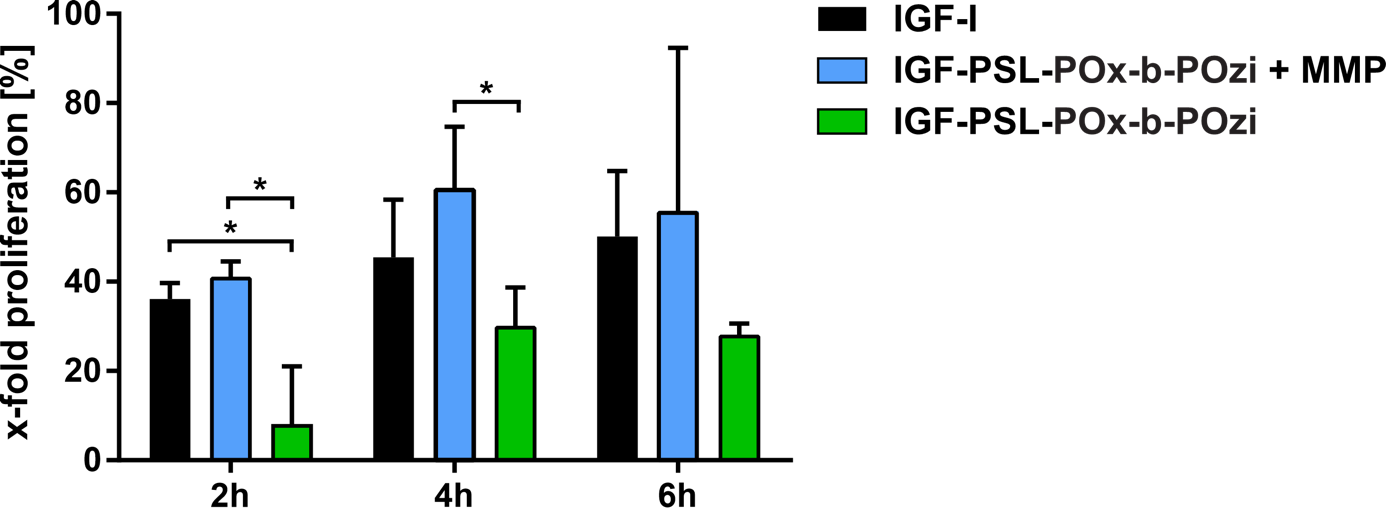 x-fold proliferation [%]
100
80
60
40
20
0
*
*
*
2h
4h
6h
IGF-I
IGF-PSL-POx-b-POzi + MMP
IGF-PSL-POx-b-POzi